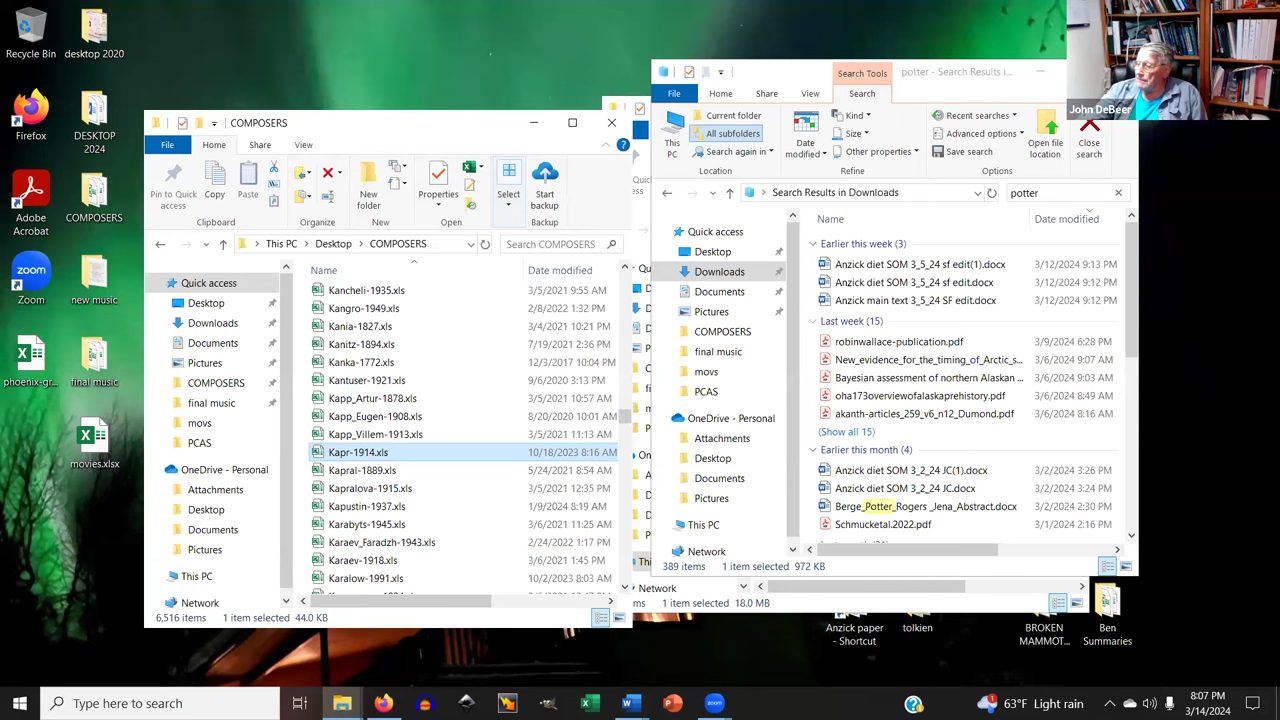 Recycle Bin
desktop 2020
Firefox
DESKTOP 2024
Adobe Acrobat
COMPOSERS
Zoom
zoom
new music
phoenix-gr...
final music
movies.xlsx
COMPOSERS
File
Home
Share
View
Pin to Quick access
Copy
Paste
Clipboard
Organize
New folder
New
Properties
Open
Select
Start backup
Backup
This PC
Desktop
COMPOSERS
Search COMPOSERS
Quick access
Desktop
Downloads
Documents
Pictures
COMPOSERS
final music
movs
PCAS
OneDrive - Personal
Attachments
Desktop
Documents
Pictures
This PC
Network
Name
Date modified
Kancheli-1935.xls 3/5/2021 9:55 AM
Kangro-1949.xls 2/8/2022 1:32 PM
Kania-1827.xls 3/4/2021 10:21 PM
Kanitz-1894.xls 7/19/2021 2:36 PM
Kanka-1772.xls 12/3/2017 10:04 PM
Kantuser-1921.xls 9/6/2020 3:13 PM
Kapp_Artur-1878.xls 3/5/2021 10:57 AM
Kapp_Eugen-1908.xls 8/20/2020 10:01 AM
Kapp_Villem-1913.xls 3/5/2021 11:13 AM
Kapr-1914.xls 10/18/2023 8:16 AM
Kapral-1889.xls 5/24/2021 8:54 AM
Kapralova-1915.xls 3/5/2021 12:35 PM
Kapustin-1937.xls 1/9/2024 8:19 AM
Karabyts-1945.xls 3/6/2021 11:25 AM
Karaev_Faradzh-1943.xls 2/24/2022 1:17 PM
Karaev-1918.xls 3/6/2021 1:45 PM
Karalow-1991.xls 10/2/2023 8:03 AM
6,516 items 1 item selected 44.0 KB
Search Tools
potter - Search Results i...
File
Home
Share
View
Search
This PC
Current folder
All subfolders
Search again in
Date modified
Kind
Size
Other properties
Refine
Recent searches
Advanced options
Save search
Open file location
Close search
Options
Search Results in Downloads
potter
Quick access
Desktop
Downloads
Documents
Pictures
COMPOSERS
final music
movs
PCAS
OneDrive - Personal
Attachments
Desktop
Documents
Pictures
This PC
Network
Name
Date modified
Earlier this week (3)
Anzick diet SOM 3_5_24 sf edit(1).docx 3/12/2024 9:13 PM
Anzick diet SOM 3_5_24 sf edit.docx 3/12/2024 9:12 PM
Anzick main text 3_5_24 SF edit.docx 3/12/2024 9:12 PM
Last week (15)
robinwallace-publication.pdf 3/9/2024 6:28 PM
New_evidence_for_the_timing_of_Arctic_s... 3/6/2024 9:07 AM
Bayesian assessment of northern Alaskan ... 3/6/2024 9:03 AM
oha173overviewofalaskaprehistory.pdf 3/6/2024 8:49 AM
akanth-articles_259_v6_n12_Dumond.pdf 3/6/2024 8:16 AM
(Show all 15)
Earlier this month (4)
Anzick diet SOM 3_2_24 JC(1).docx 3/2/2024 3:26 PM
Anzick diet SOM 3_2_24 JC.docx 3/2/2024 3:24 PM
Berge_Potter_Rogers _Jena_Abstract.docx 3/2/2024 2:30 PM
Schmucketal.2022.pdf 3/1/2024 2:16 PM
389 items 1 item selected 972 KB
Network
1 item selected 18.0 MB
John DeBeer
Anzick paper - Shortcut
tolkien
BROKEN MAMMOT...
Ben Summaries
Type here to search
zoom
63°F Light rain
8:07 PM
3/14/2024